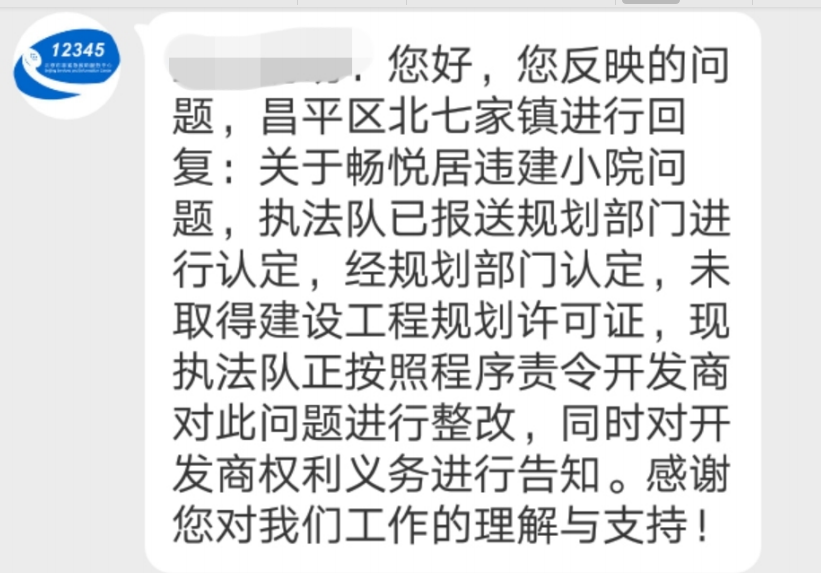 12345
您好，您反映的问
题，昌平区北七家镇进行回
复：关于畅悦居违建小院问
题，执法队已报送规划部门进
行认定，经规划部门认定，未
取得建设工程规划许可证，现
执法队正按照程序责令开发商
对此问题进行整改，同时对开
发商权利义务进行告知。感谢
您对我们工作的理解与支持！